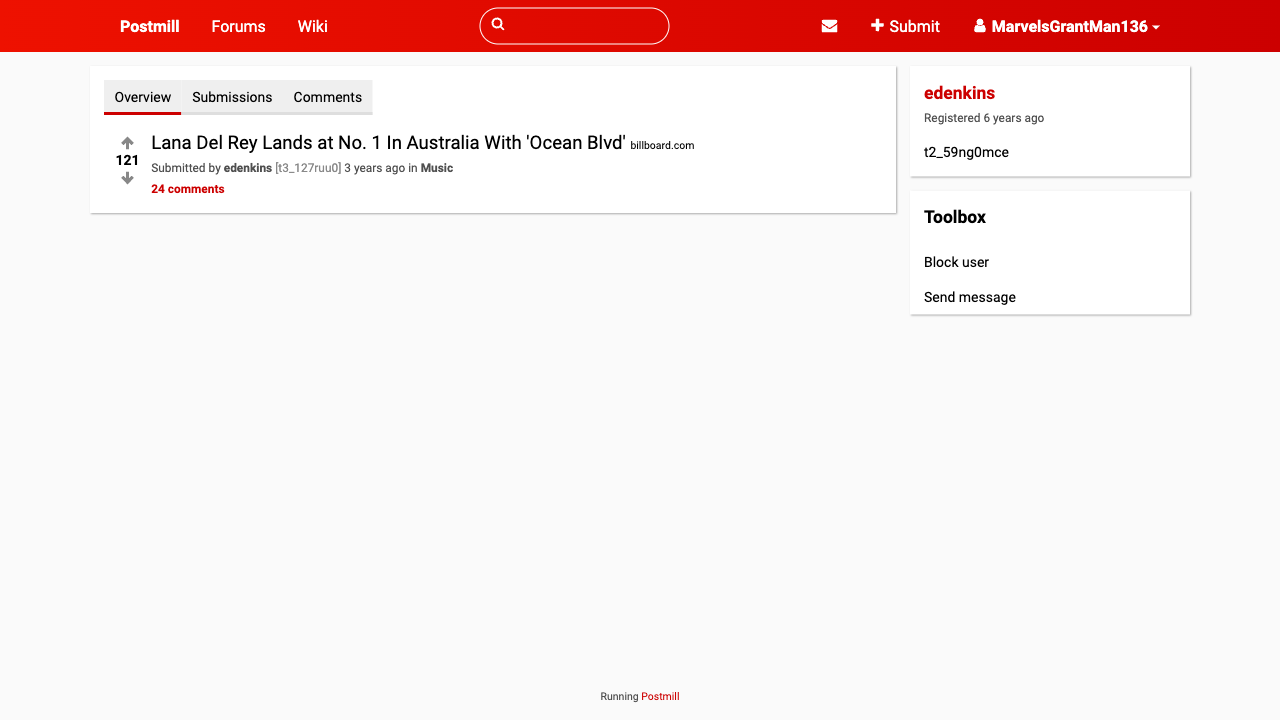 Postmill Forums Wiki Submit MarvelsGrantMan136
Overview Submissions Comments
121
Lana Del Rey Lands at No. 1 In Australia With 'Ocean Blvd' billboard.com
Submitted by edenkins [t3_127ruu0] 3 years ago in Music
24 comments
edenkins
Registered 6 years ago
t2_59ng0mce
Toolbox
Block user
Send message
Running Postmill